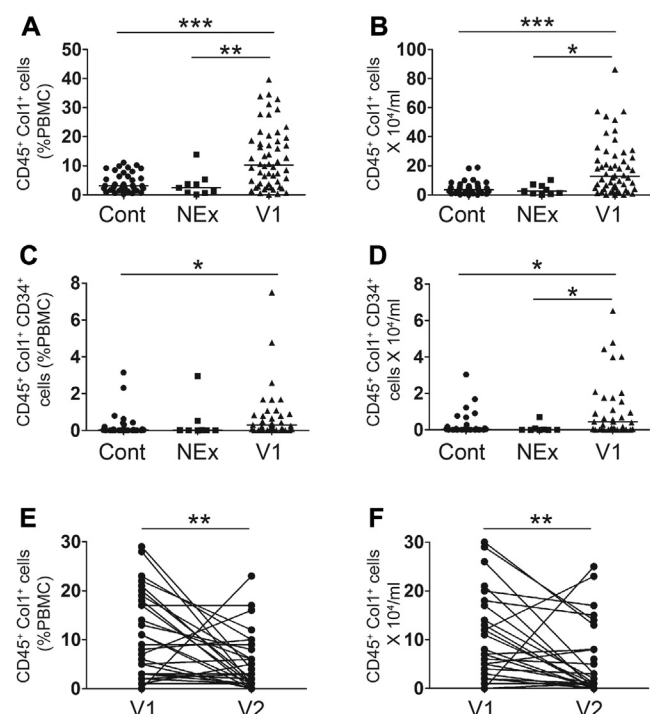 A
***
**
CD45⁺ Col1⁺ cells
(%PBMC)
50
40
30
20
10
0
Cont NEx V1
B
***
*
CD45⁺ Col1⁺ cells
X 10⁴/ml
100
80
60
40
20
0
Cont NEx V1
C
*
CD45⁺ Col1⁺ CD34⁺
cells (%PBMC)
8
6
4
2
0
Cont NEx V1
D
*
*
CD45⁺ Col1⁺ CD34⁺
cells X 10⁴/ml
8
6
4
2
0
Cont NEx V1
E
**
CD45⁺ Col1⁺ cells
(%PBMC)
30
20
10
0
V1 V2
F
**
CD45⁺ Col1⁺ cells
X 10⁴/ml
30
20
10
0
V1 V2